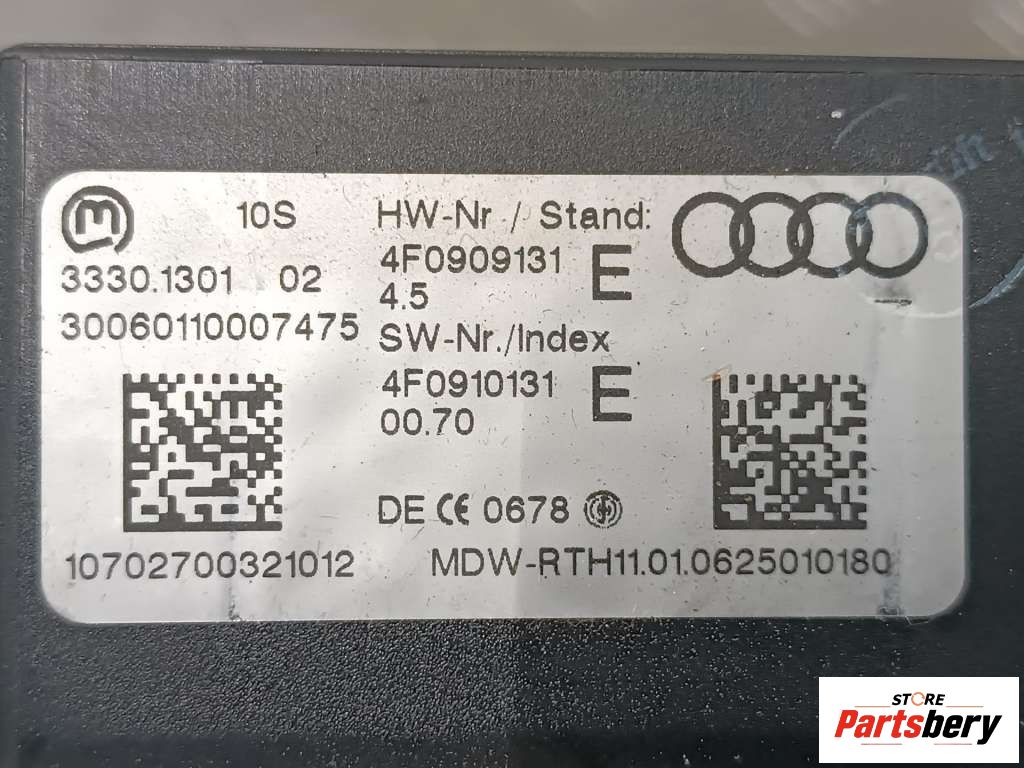 M
10S
3330.1301 02
30060110007475
HW-Nr / Stand:
4F0909131 E
4.5
SW-Nr./Index
4F0910131 E
00.70
DE CE 0678
10702700321012
MDW-RTH11.01.0625010180
STORE
Partsbery